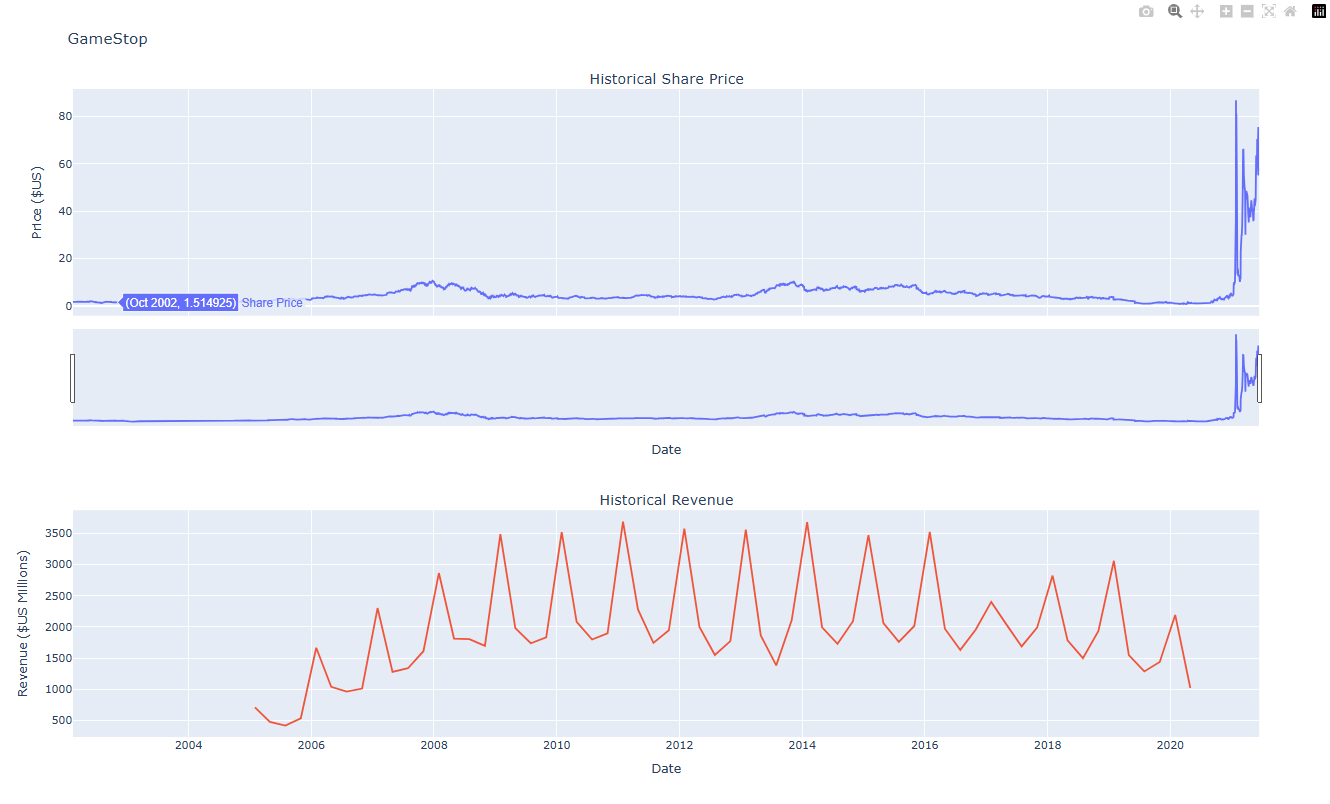 GameStop
Historical Share Price
Price ($US)
80
60
40
20
0
(Oct 2002, 1.514925) Share Price
Date
Historical Revenue
Revenue ($US Millions)
3500
3000
2500
2000
1500
1000
500
2004 2006 2008 2010 2012 2014 2016 2018 2020
Date